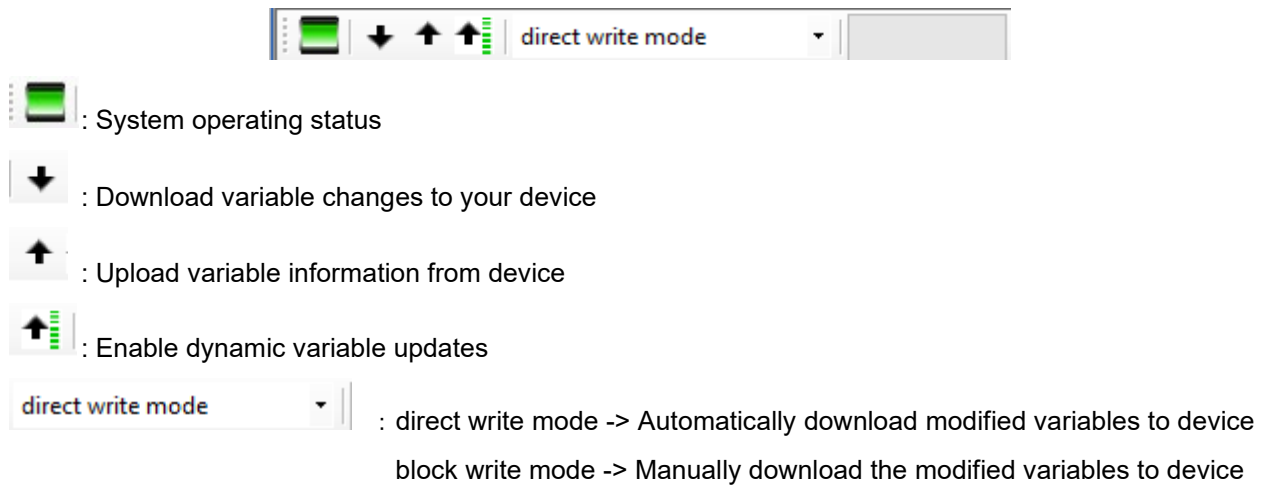 direct write mode
: System operating status
: Download variable changes to your device
: Upload variable information from device
: Enable dynamic variable updates
direct write mode : direct write mode -> Automatically download modified variables to device
block write mode -> Manually download the modified variables to device